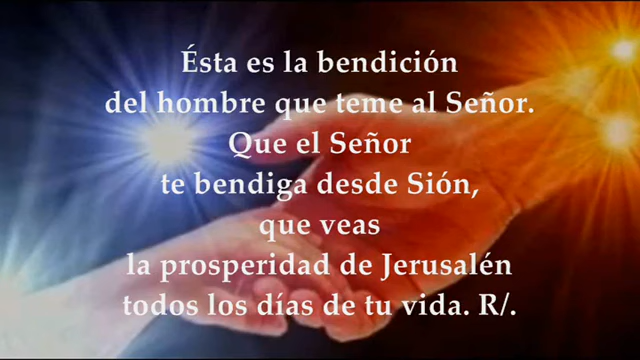 Ésta es la bendición
del hombre que teme al Señor.
Que el Señor
te bendiga desde Sión,
que veas
la prosperidad de Jerusalén
todos los días de tu vida. R/.